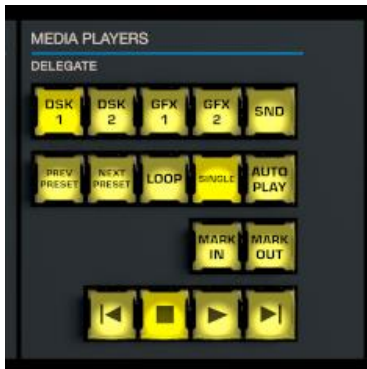 MEDIA PLAYERS
DELEGATE
DSK 1 DSK 2 GFX 1 GFX 2 SND
PREV PRESET NEXT PRESET LOOP SINGLE AUTO PLAY
MARK IN MARK OUT